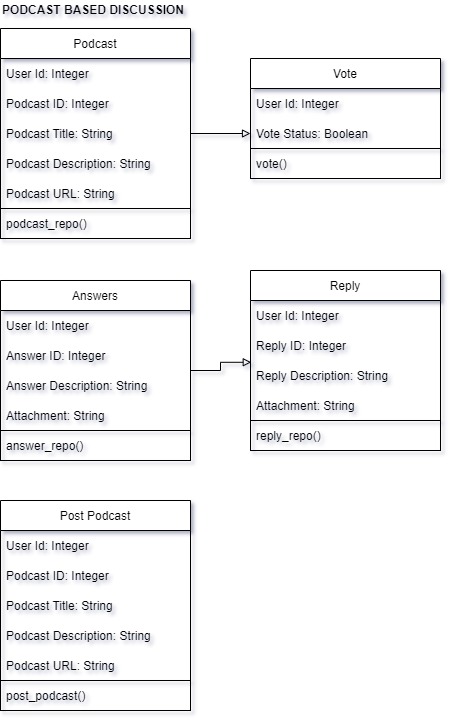 PODCAST BASED DISCUSSION
Podcast
User Id: Integer
Podcast ID: Integer
Podcast Title: String
Podcast Description: String
Podcast URL: String
podcast_repo()
Vote
User Id: Integer
Vote Status: Boolean
vote()
Answers
User Id: Integer
Answer ID: Integer
Answer Description: String
Attachment: String
answer_repo()
Reply
User Id: Integer
Reply ID: Integer
Reply Description: String
Attachment: String
reply_repo()
Post Podcast
User Id: Integer
Podcast ID: Integer
Podcast Title: String
Podcast Description: String
Podcast URL: String
post_podcast()